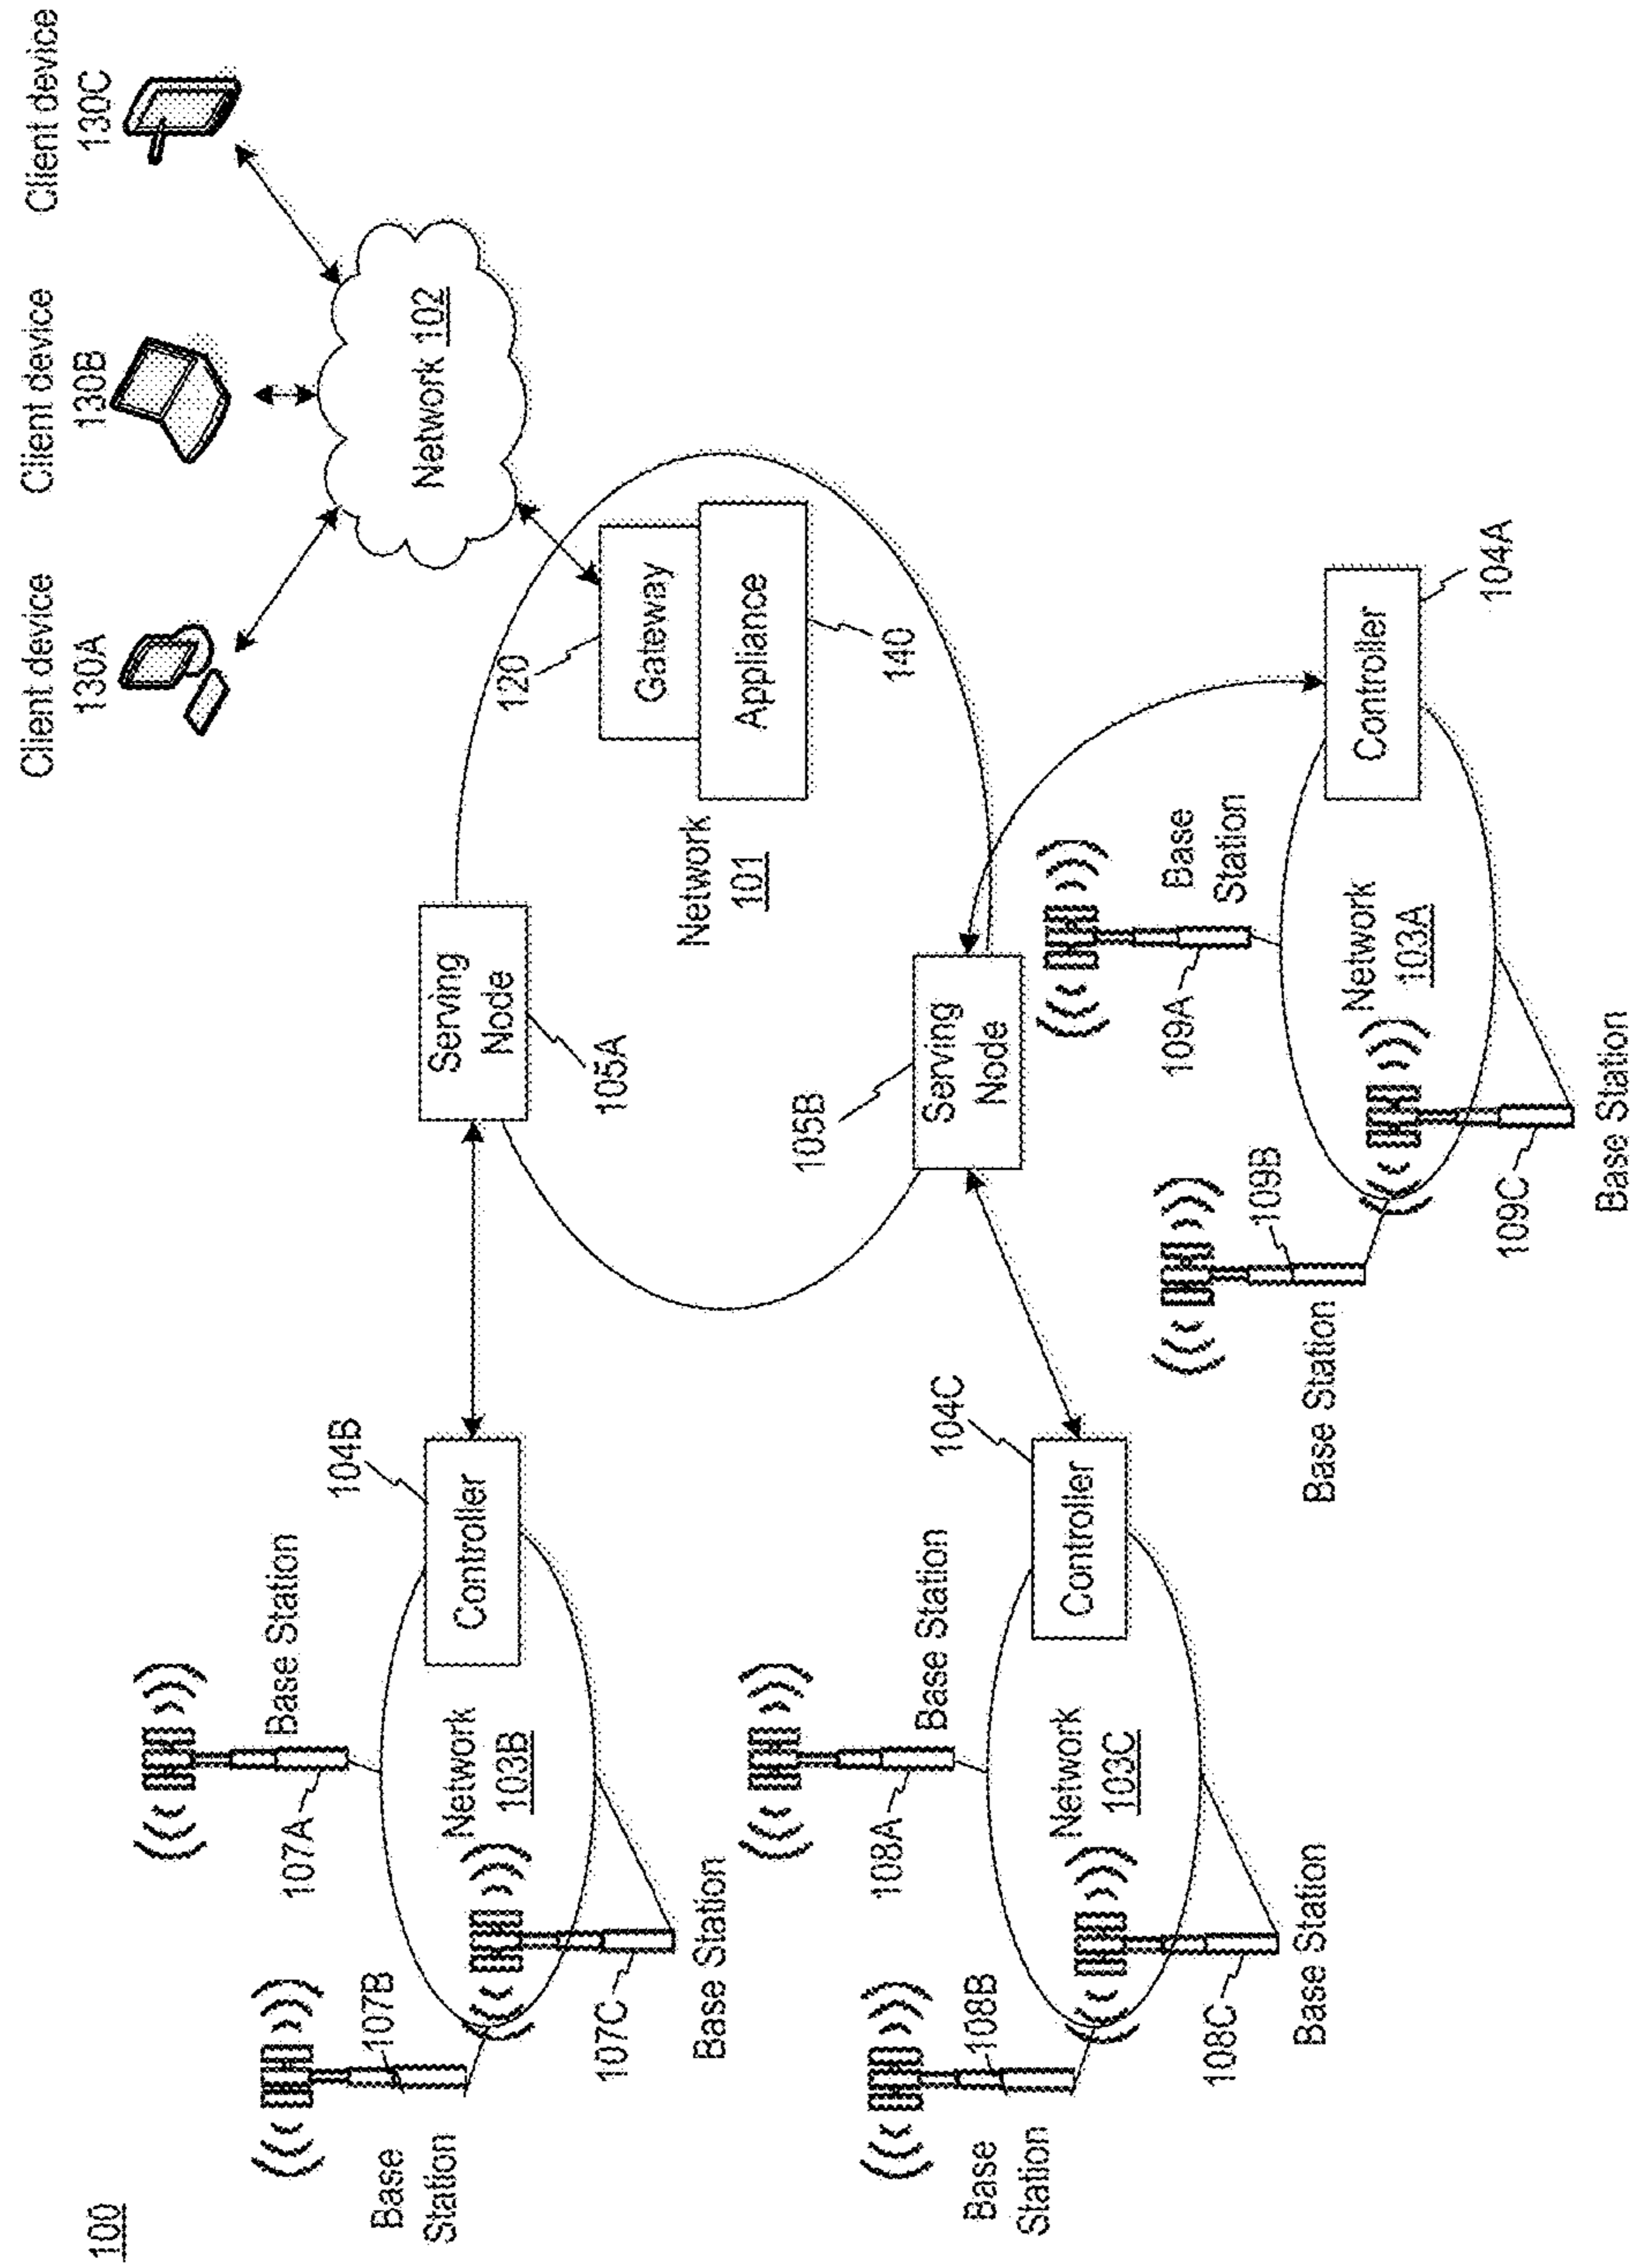 100
Client device
130A
Client device
130B
Client device
130C
Network 102
120
Gateway
Appliance
140
Network
101
Serving
Node
105A
105B
Serving
Node
104B
Controller
Base Station
107A
Network
103B
107B
Base
Station
107C
Base Station
104C
Controller
Base Station
108A
Network
103C
108B
Base
Station
108C
Base Station
Controller
104A
Base
Station
109A
Network
103A
109B
Base Station
109C
Base Station